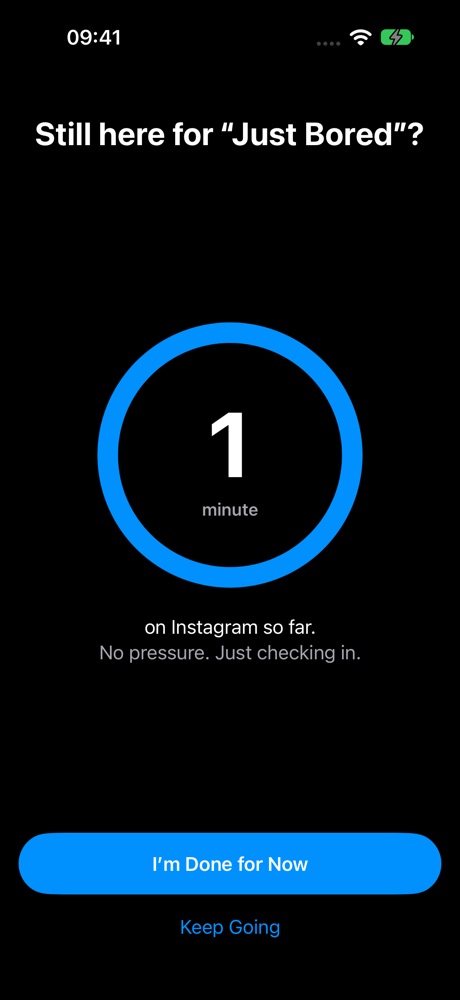 09:41
Still here for “Just Bored”?
1
minute
on Instagram so far.
No pressure. Just checking in.
I’m Done for Now
Keep Going